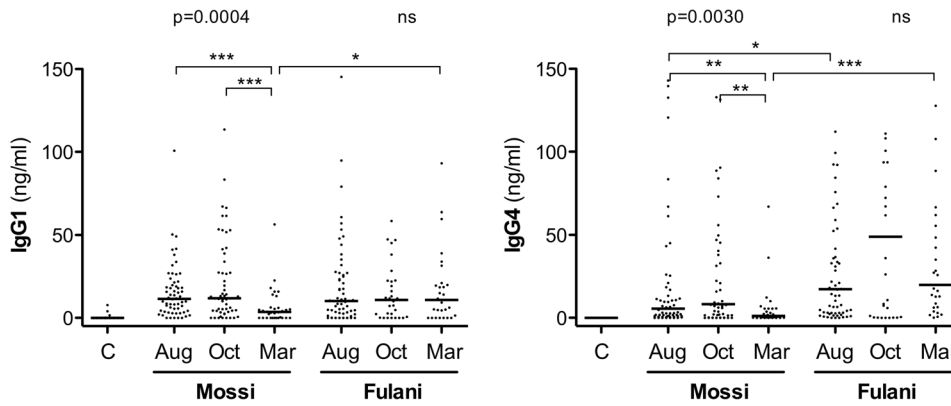 p=0.0004 ns
*** *
***
150
100
50
0
IgG1 (ng/ml)
C Aug Oct Mar Aug Oct Mar
Mossi Fulani
p=0.0030 ns
*
** ***
**
150
100
50
0
IgG4 (ng/ml)
C Aug Oct Mar Aug Oct Ma
Mossi Fulani